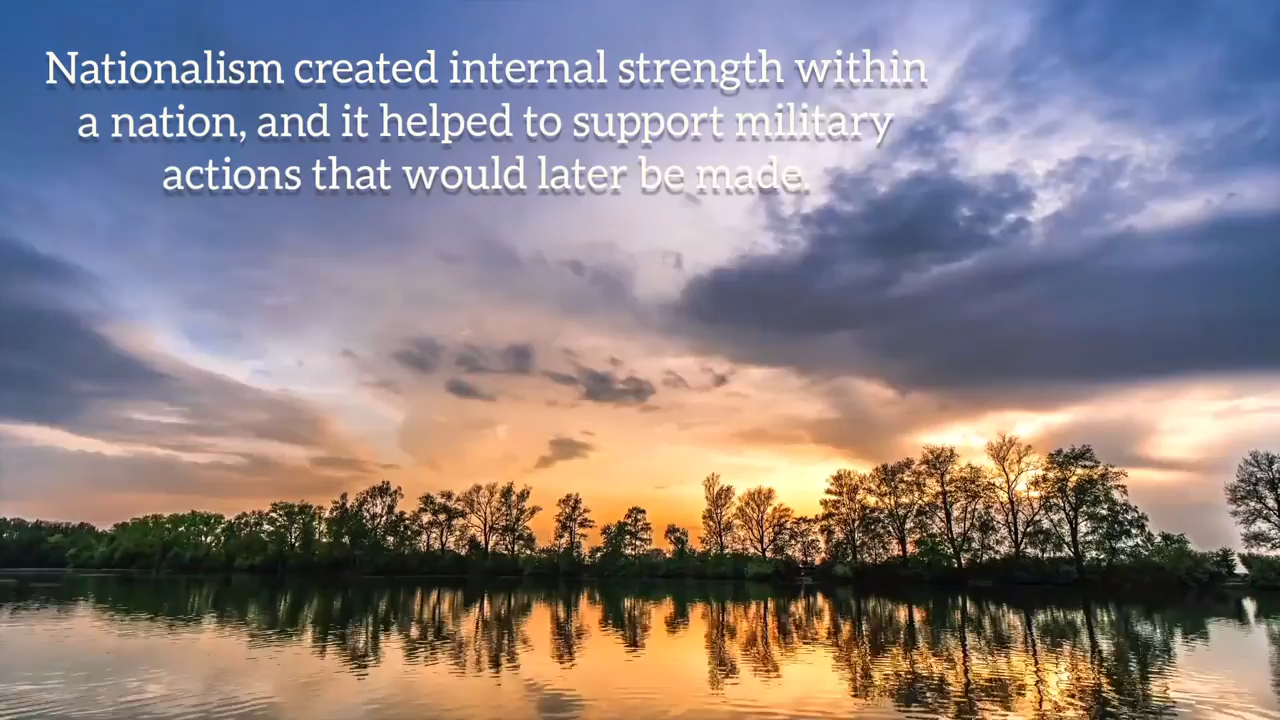 Nationalism created internal strength within
a nation, and it helped to support military
actions that would later be made.